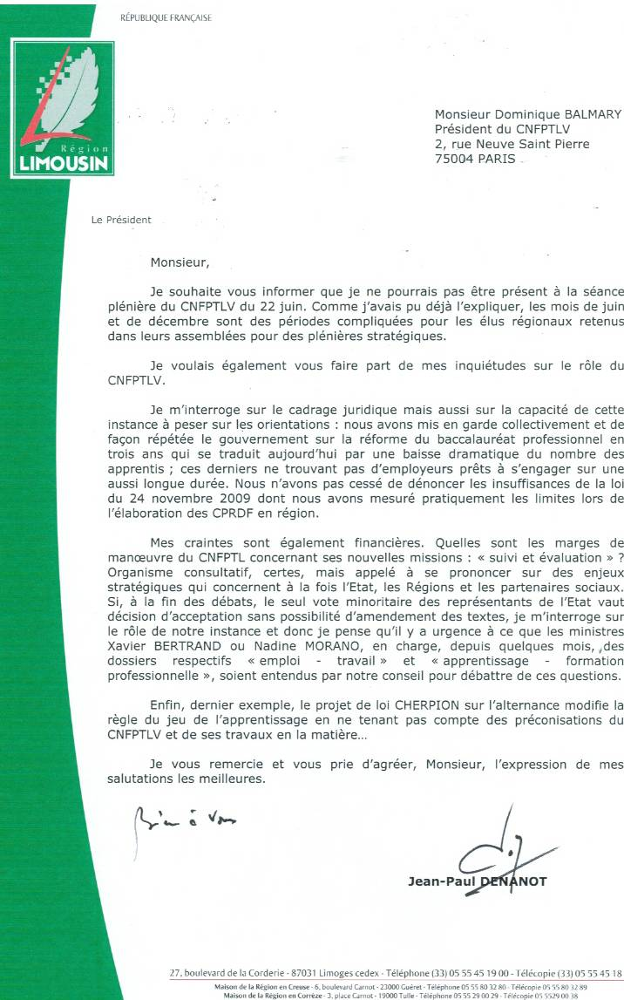 RÉPUBLIQUE FRANÇAISE
Région
LIMOUSIN
Monsieur Dominique BALMARY
Président du CNFPTLV
2, rue Neuve Saint Pierre
75004 PARIS
Le Président
Monsieur,
Je souhaite vous informer que je ne pourrais pas être présent à la séance
plénière du CNFPTLV du 22 juin. Comme j'avais pu déjà l'expliquer, les mois de juin
et de décembre sont des périodes compliquées pour les élus régionaux retenus
dans leurs assemblées pour des plénières stratégiques.
Je voulais également vous faire part de mes inquiétudes sur le rôle du
CNFPTLV.
Je m'interroge sur le cadrage juridique mais aussi sur la capacité de cette
instance à peser sur les orientations : nous avons mis en garde collectivement et de
façon répétée le gouvernement sur la réforme du baccalauréat professionnel en
trois ans qui se traduit aujourd'hui par une baisse dramatique du nombre des
apprentis ; ces derniers ne trouvant pas d'employeurs prêts à s'engager sur une
aussi longue durée. Nous n'avons pas cessé de dénoncer les insuffisances de la loi
du 24 novembre 2009 dont nous avons mesuré pratiquement les limites lors de
l'élaboration des CPRDF en région.
Mes craintes sont également financières. Quelles sont les marges de
manœuvre du CNFPTL concernant ses nouvelles missions : « suivi et évaluation » ?
Organisme consultatif, certes, mais appelé à se prononcer sur des enjeux
stratégiques qui concernent à la fois l'Etat, les Régions et les partenaires sociaux.
Si, à la fin des débats, le seul vote minoritaire des représentants de l'Etat vaut
décision d'acceptation sans possibilité d'amendement des textes, je m'interroge sur
le rôle de notre instance et donc je pense qu'il y a urgence à ce que les ministres
Xavier BERTRAND ou Nadine MORANO, en charge, depuis quelques mois, des
dossiers respectifs « emploi - travail » et « apprentissage - formation
professionnelle », soient entendus par notre conseil pour débattre de ces questions.
Enfin, dernier exemple, le projet de loi CHERPION sur l'alternance modifie la
règle du jeu de l'apprentissage en ne tenant pas compte des préconisations du
CNFPTLV et de ses travaux en la matière...
Je vous remercie et vous prie d'agréer, Monsieur, l'expression de mes
salutations les meilleures.
Bien à vous
Jean-Paul DENANOT
27, boulevard de la Corderie - 87031 Limoges cedex - Téléphone (33) 05 55 45 19 00 - Télécopie (33) 05 55 45 18
Maison de la Région en Creuse - 6, boulevard Carnot - 23000 Guéret - Téléphone 05 55 80 32 80 - Télécopie 05 55 80 32 89
Maison de la Région en Corrèze - 3, place Carnot - 19000 Tulle - Téléphone 05 55 29 00 29 - Télécopie 05 5529 00 38